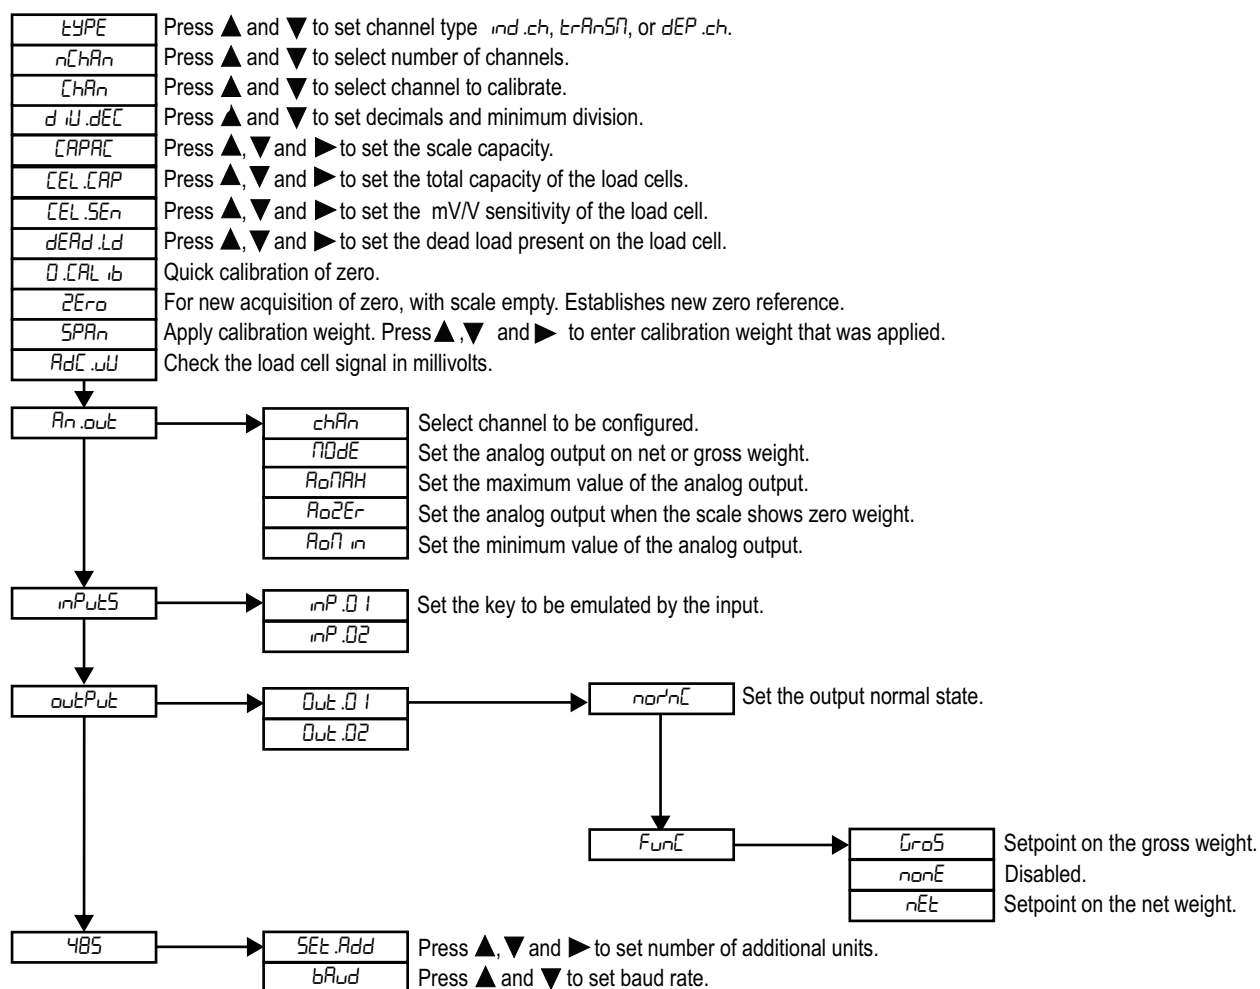 tYPE Press ▲ and ▼ to set channel type ind.ch, trAnSM, or dEP.ch.
nChAn Press ▲ and ▼ to select number of channels.
ChAn Press ▲ and ▼ to select channel to calibrate.
diU.dEC Press ▲ and ▼ to set decimals and minimum division.
CAPAC Press ▲, ▼ and ▶ to set the scale capacity.
CEL.CAP Press ▲, ▼ and ▶ to set the total capacity of the load cells.
CEL.SEn Press ▲, ▼ and ▶ to set the mV/V sensitivity of the load cell.
dEAd.Ld Press ▲, ▼ and ▶ to set the dead load present on the load cell.
0.CALib Quick calibration of zero.
2Ero For new acquisition of zero, with scale empty. Establishes new zero reference.
SPAn Apply calibration weight. Press ▲, ▼ and ▶ to enter calibration weight that was applied.
AdC.uU Check the load cell signal in millivolts.
An.out
chAn Select channel to be configured.
MOdE Set the analog output on net or gross weight.
AoMAH Set the maximum value of the analog output.
Ao2Er Set the analog output when the scale shows zero weight.
AoMin Set the minimum value of the analog output.
inPutS
inP.01 Set the key to be emulated by the input.
inP.02
outPut
Out.01
Out.02
no/nC Set the output normal state.
FunC
GroS Setpoint on the gross weight.
nonE Disabled.
nEt Setpoint on the net weight.
485
SEt.Add Press ▲, ▼ and ▶ to set number of additional units.
bAud Press ▲ and ▼ to set baud rate.